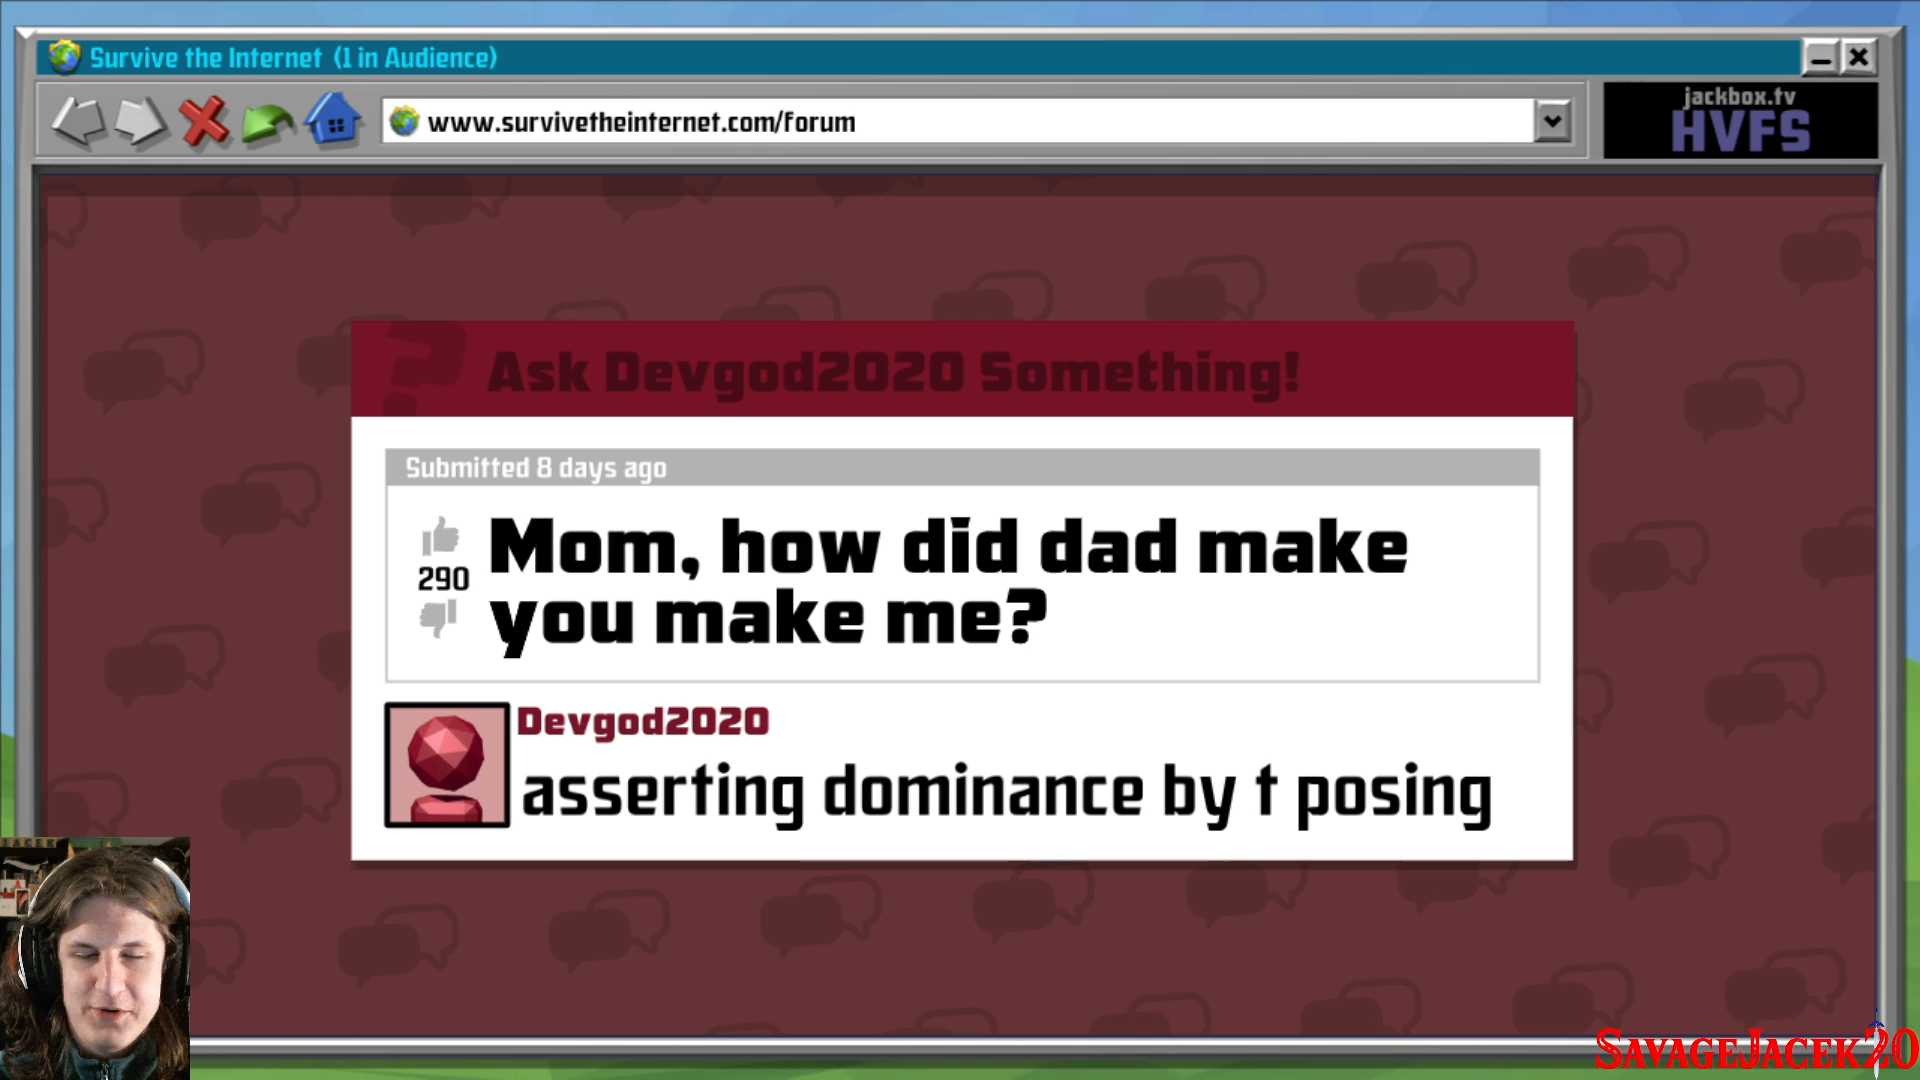 Survive the Internet (1 in Audience)
www.survivetheinternet.com/forum
jackbox.tv
HVFS
Ask Devgod2020 Something!
Submitted 8 days ago
290
Mom, how did dad make
you make me?
Devgod2020
asserting dominance by t posing
JACEK
SAVAGEJACEK20